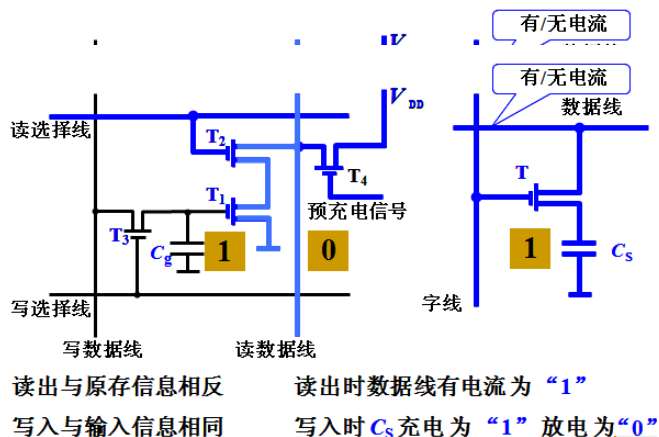 有/无电流
V
有/无电流
V DD
数据线
读选择线
T2
T4
T
T1
预充电信号
T3
Cg
1
0
1
CS
写选择线
字线
写数据线
读数据线
读出与原存信息相反
读出时数据线有电流为“1”
写入与输入信息相同
写入时CS充电为“1”放电为“0”